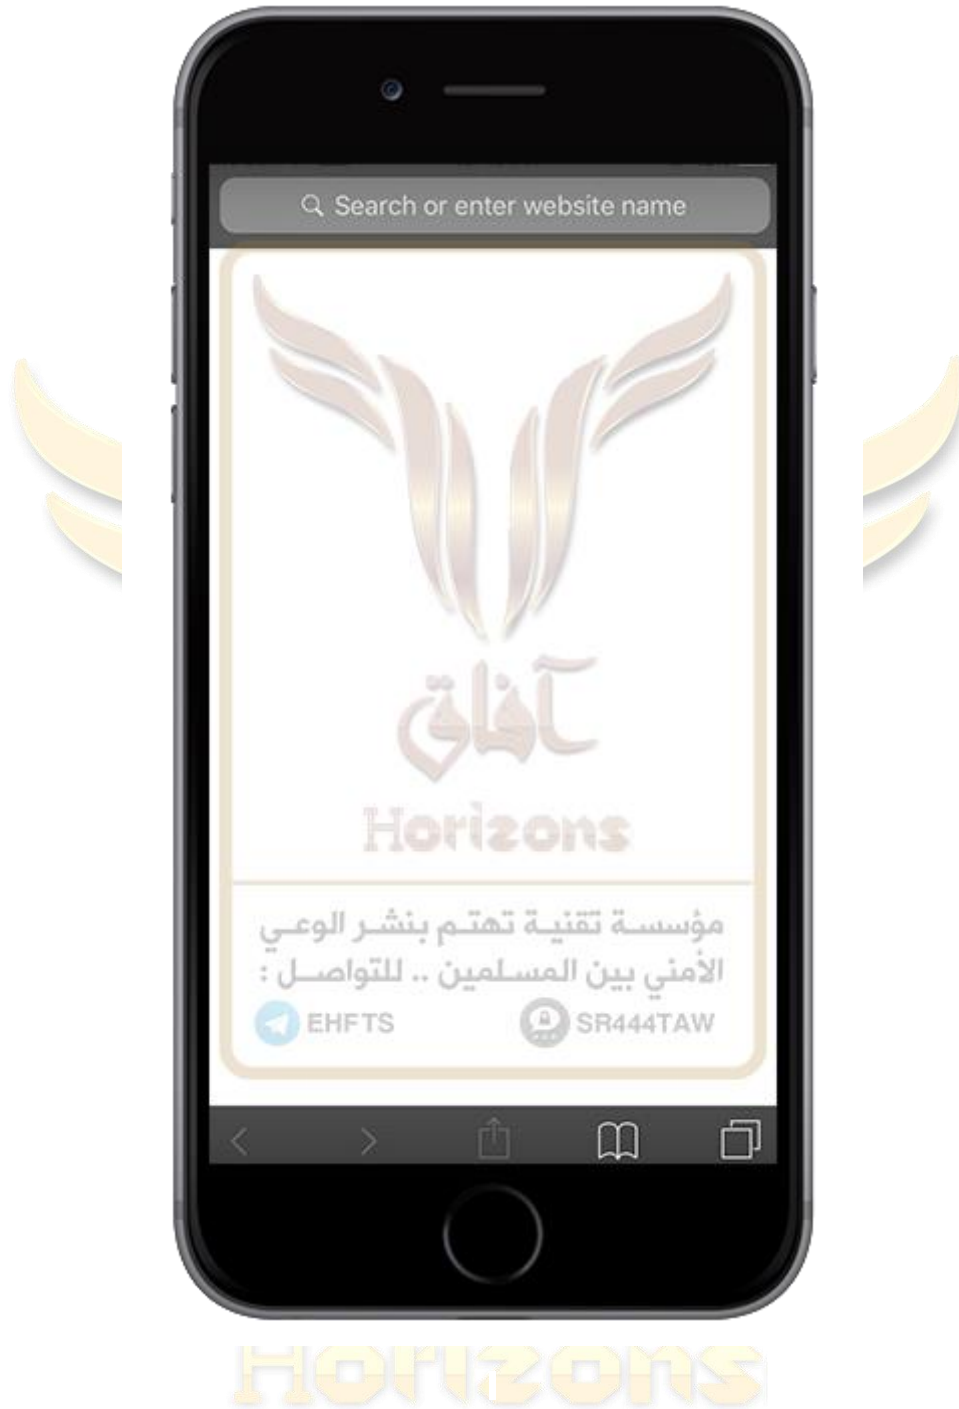 Search or enter website name
آفاق
Horizons
مؤسسة تقنية تهتم بنشر الوعي
الأمني بين المسلمين .. للتواصل :
EHFTS SR444TAW
Horizons